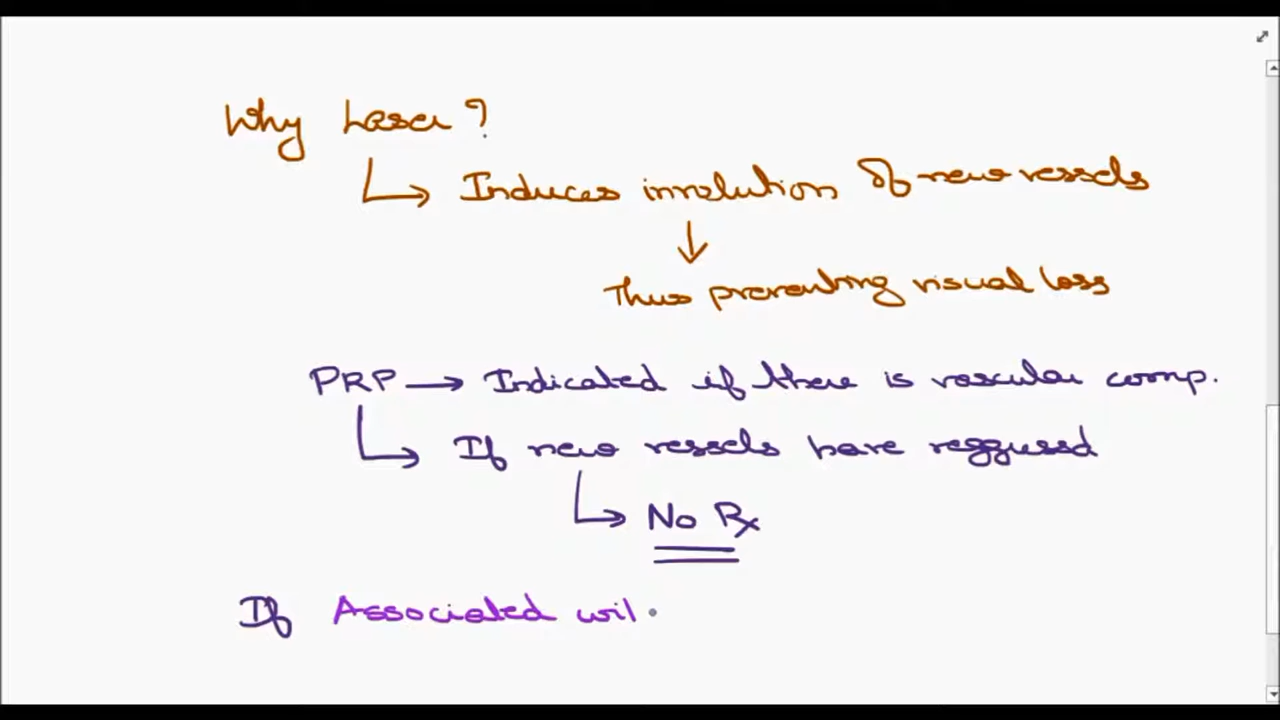 Why Laser?
↳ Induces involution of new vessels
↓
Thus preventing visual loss
PRP → Indicated if there is vascular comp.
↳ If new vessels have reggussed
↳ No Rx
If Associated wil